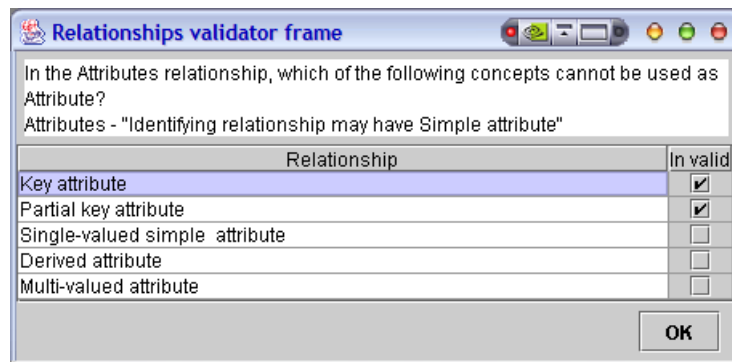 Relationships validator frame
In the Attributes relationship, which of the following concepts cannot be used as
Attribute?
Attributes - "Identifying relationship may have Simple attribute"
Relationship In valid
Key attribute
Partial key attribute
Single-valued simple attribute
Derived attribute
Multi-valued attribute
OK